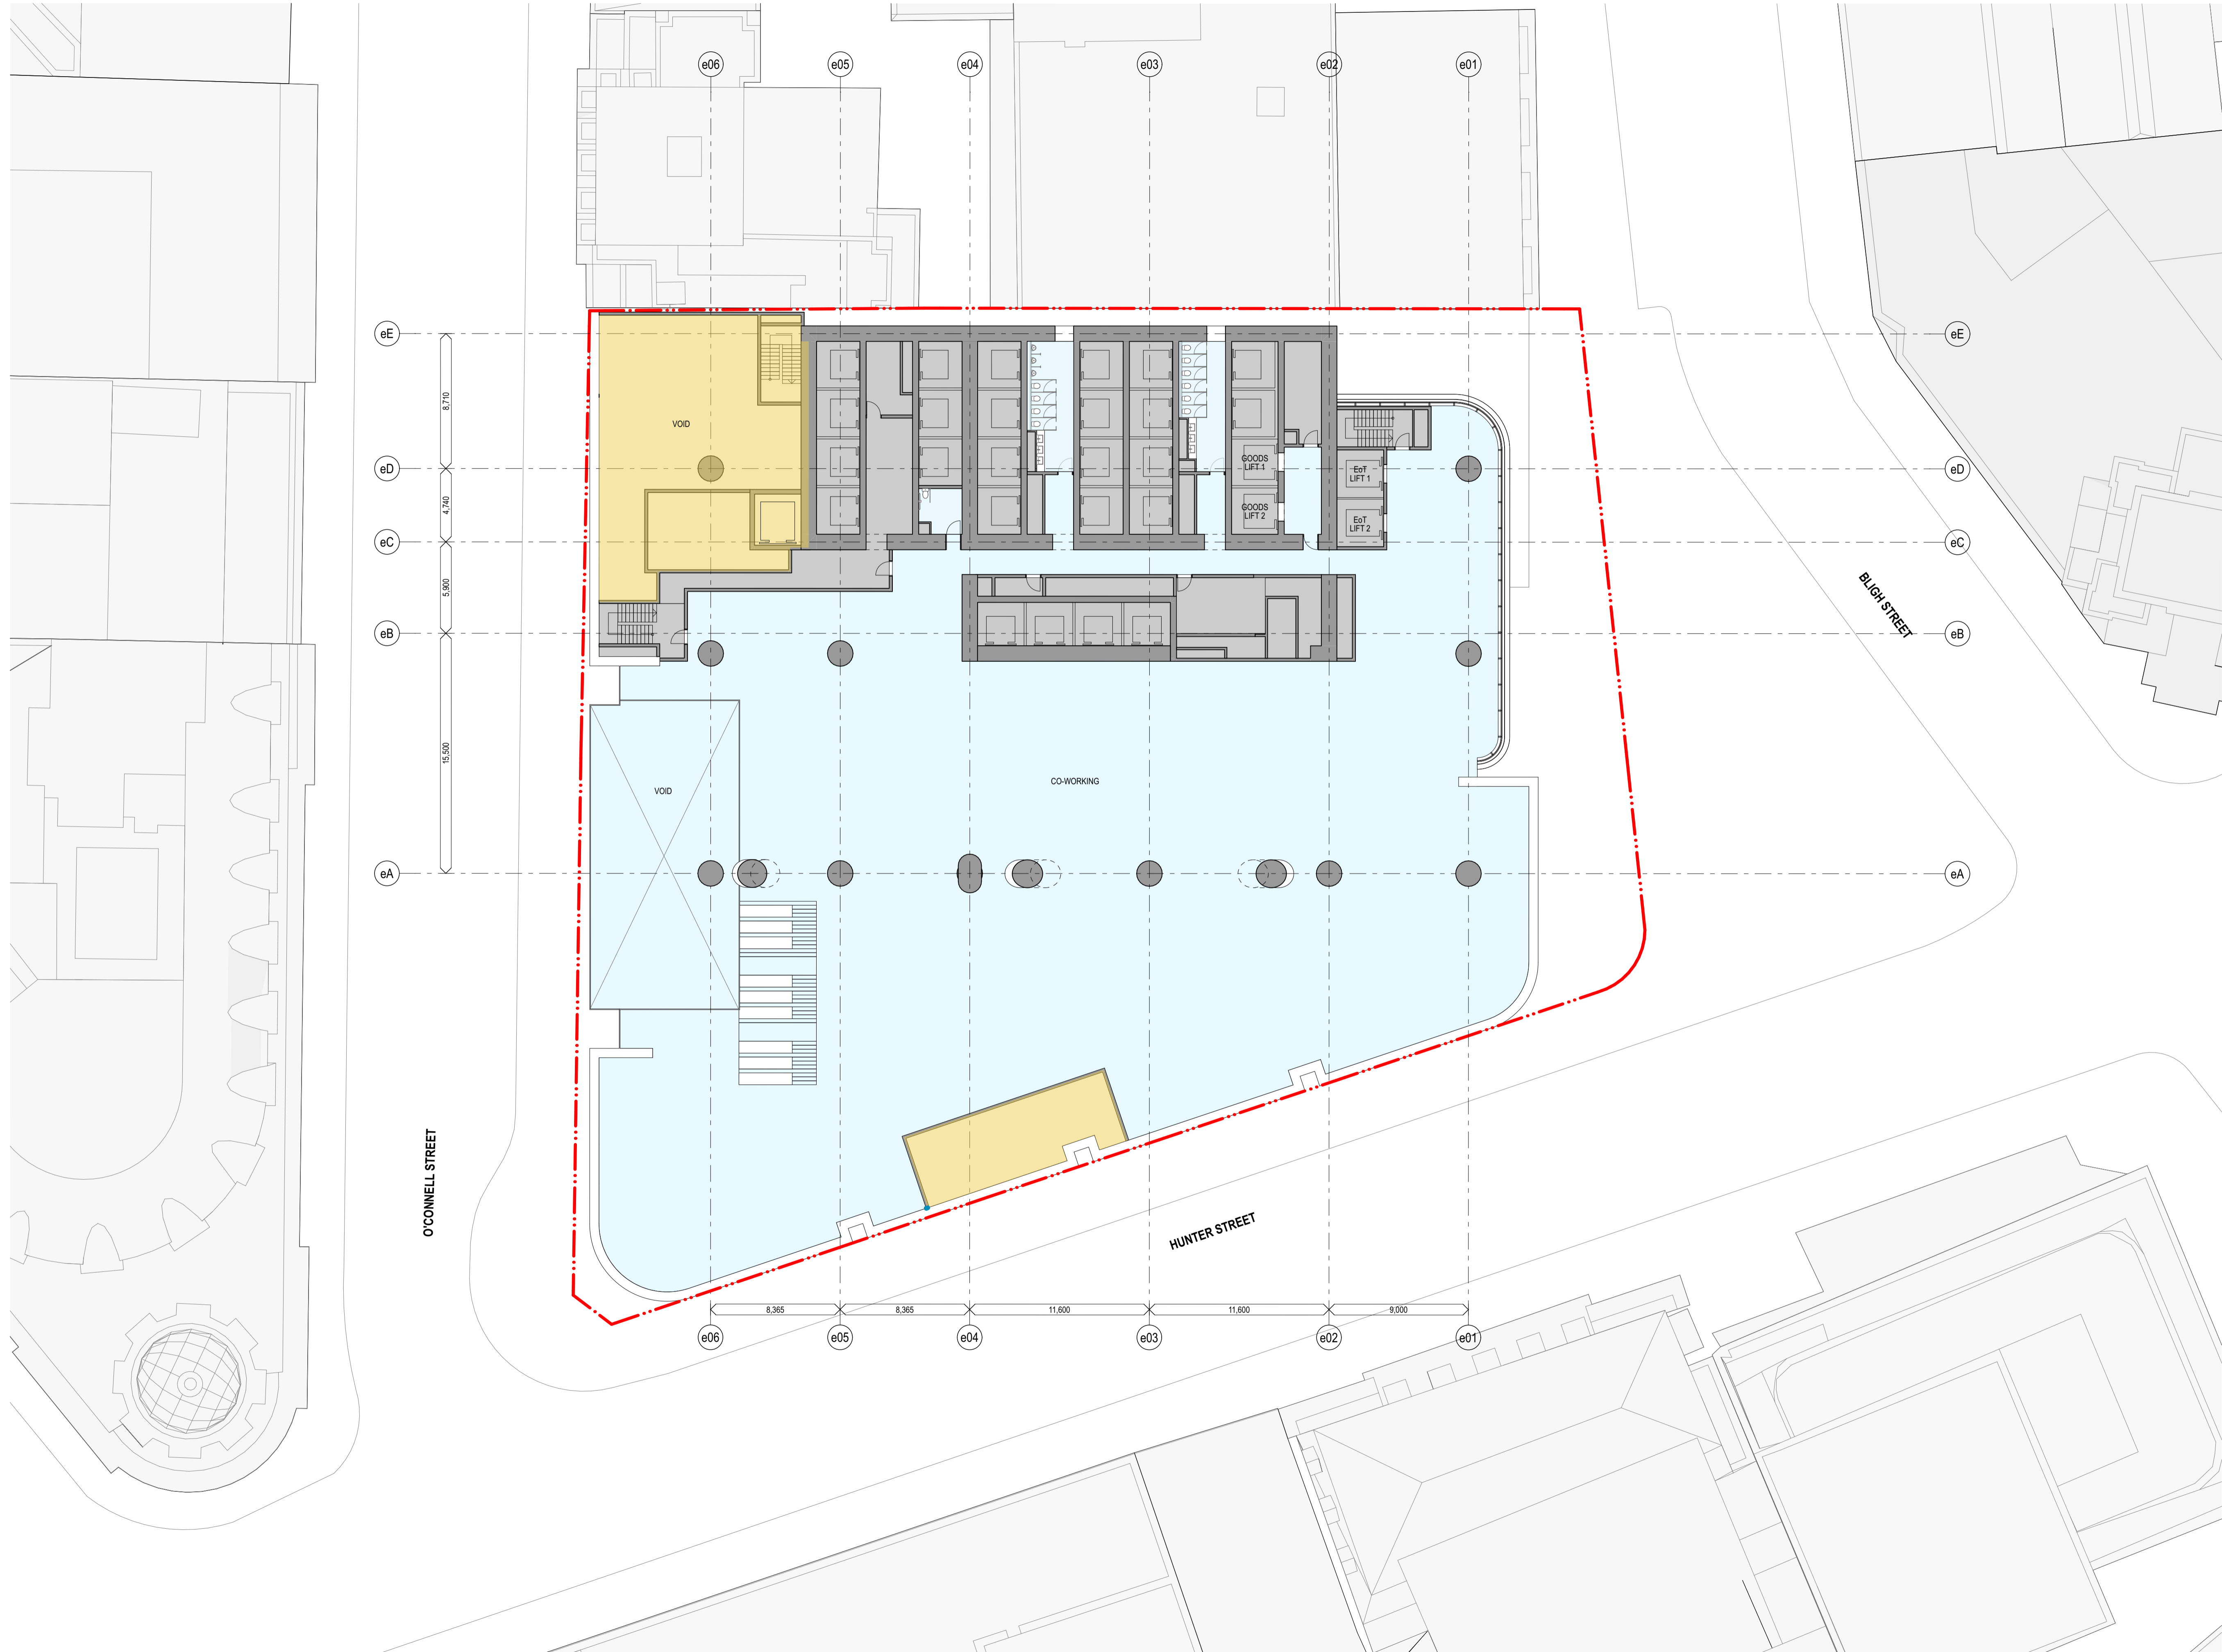 e06 e05 e04 e03 e02 e01
eE eE
8,710
VOID
GOODS
LIFT 1
EoT
LIFT 1
eD eD
4,740
GOODS
LIFT 2
EoT
LIFT 2
eC eC
5,900
BLIGH STREET
eB eB
15,500
CO-WORKING
VOID
eA eA
O'CONNELL STREET
HUNTER STREET
8,365 8,365 11,600 11,600 9,000
e06 e05 e04 e03 e02 e01